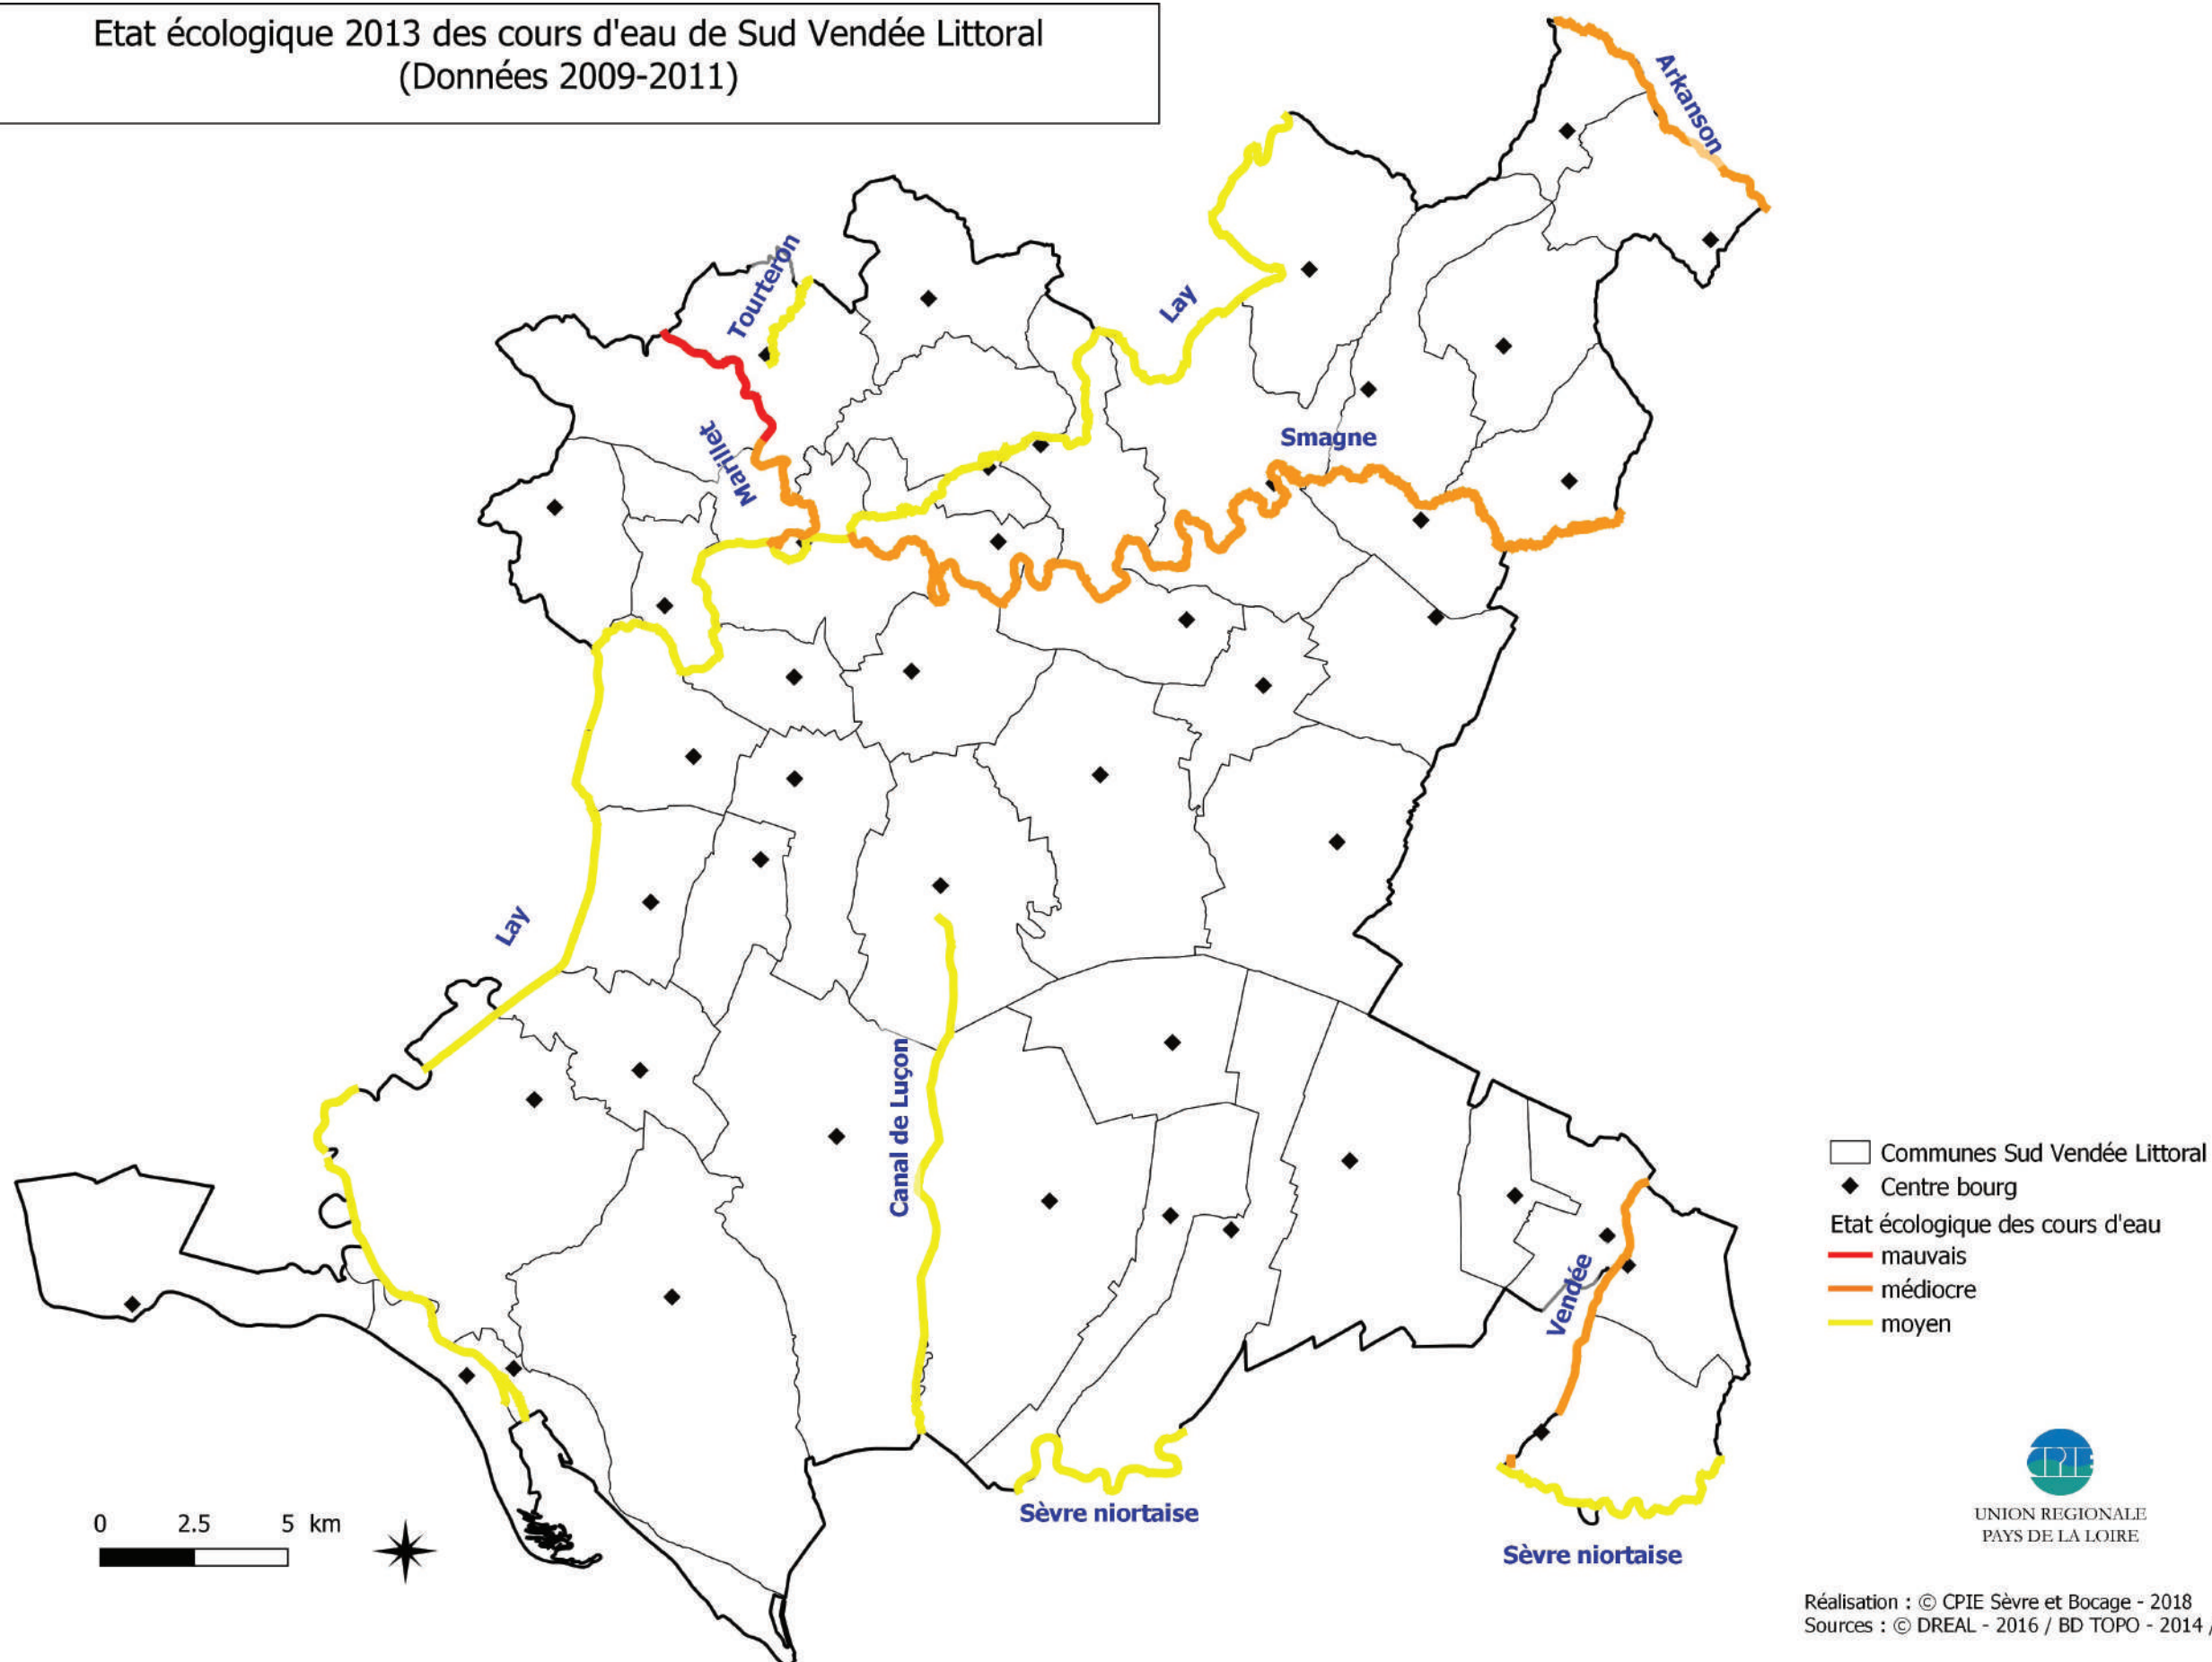 Etat écologique 2013 des cours d'eau de Sud Vendée Littoral
(Données 2009-2011)
Arkanson
Tourteron
Lay
Marillet
Smagne
Lay
Canal de Luçon
Vendée
Sèvre niortaise
Sèvre niortaise
Communes Sud Vendée Littoral
Centre bourg
Etat écologique des cours d'eau
mauvais
médiocre
moyen
0 2.5 5 km
CPIE
UNION REGIONALE
PAYS DE LA LOIRE
Réalisation : © CPIE Sèvre et Bocage - 2018
Sources : © DREAL - 2016 / BD TOPO - 2014 /